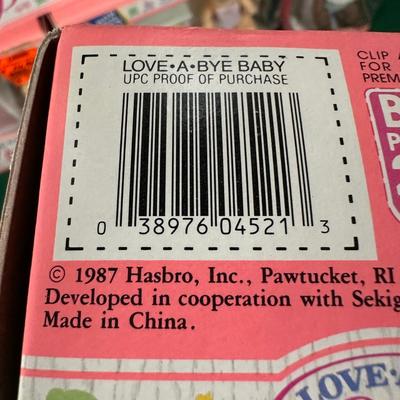 LOVE•A•BYE BABY
UPC PROOF OF PURCHASE
CLIP
FOR
0 38976 04521 3
© 1987 Hasbro, Inc., Pawtucket, RI
Developed in cooperation with
Made in China.